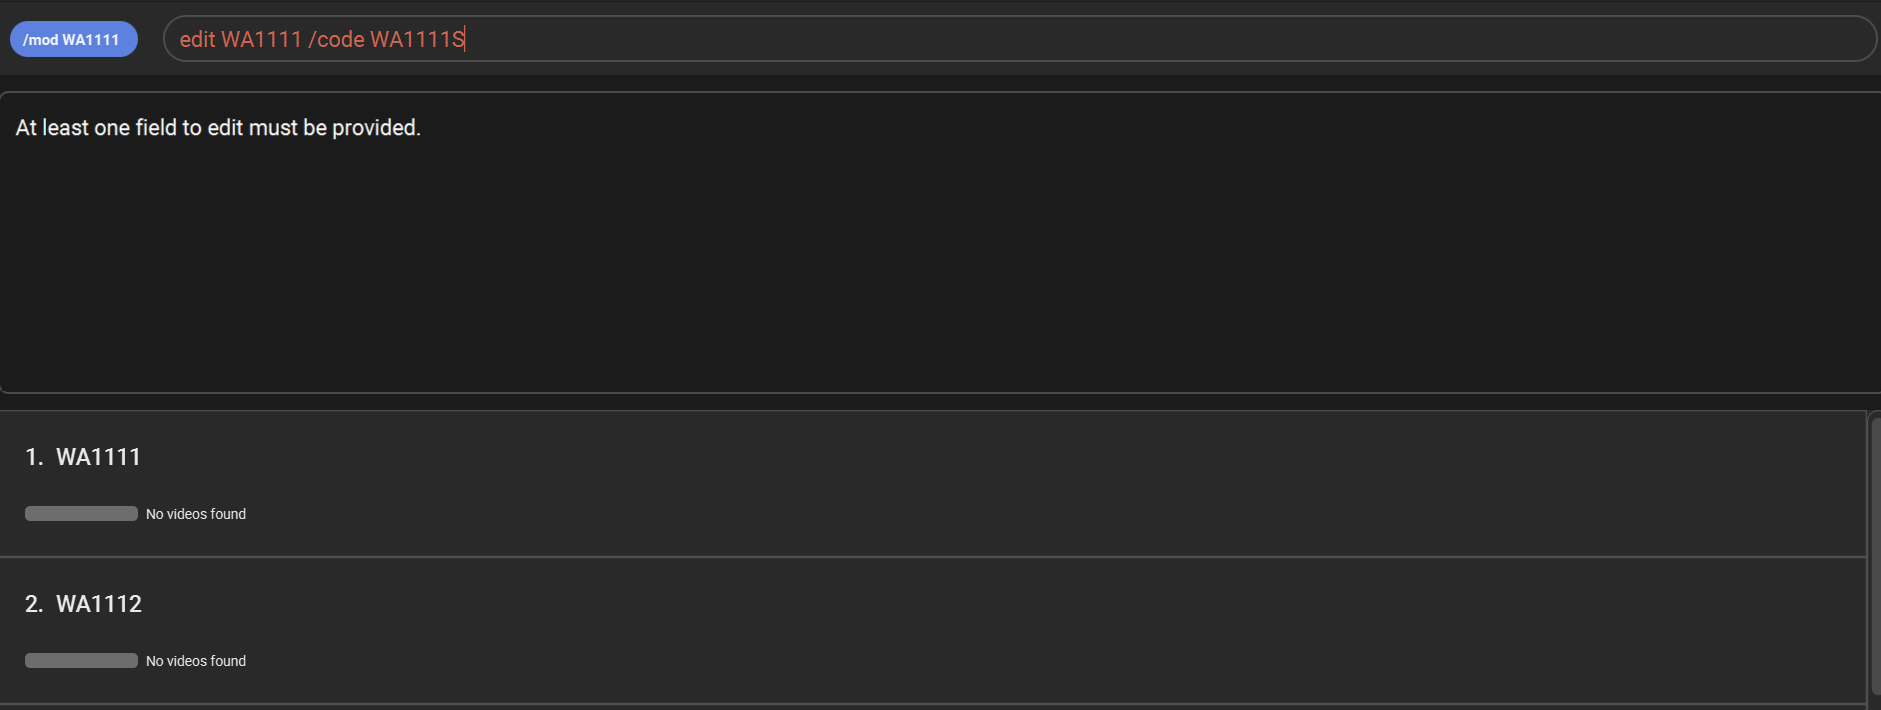 /mod WA1111
edit WA1111 /code WA1111S
At least one field to edit must be provided.
1. WA1111
No videos found
2. WA1112
No videos found